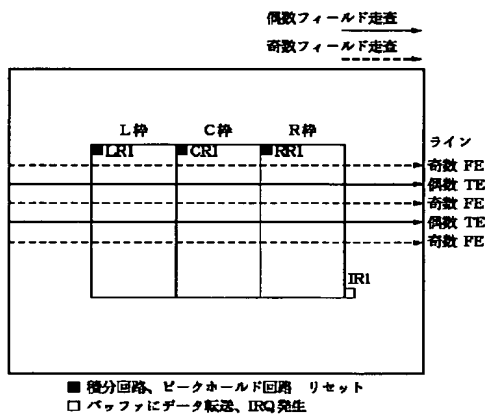 偶数フィールド走査
奇数フィールド走査
L枠 C枠 R枠
ライン
LR1 CR1 RR1
奇数 FE
偶数 TE
奇数 FE
偶数 TE
奇数 FE
IR1
■ 積分回路、ピークホールド回路 リセット
□ バッファにデータ転送、IRQ発生